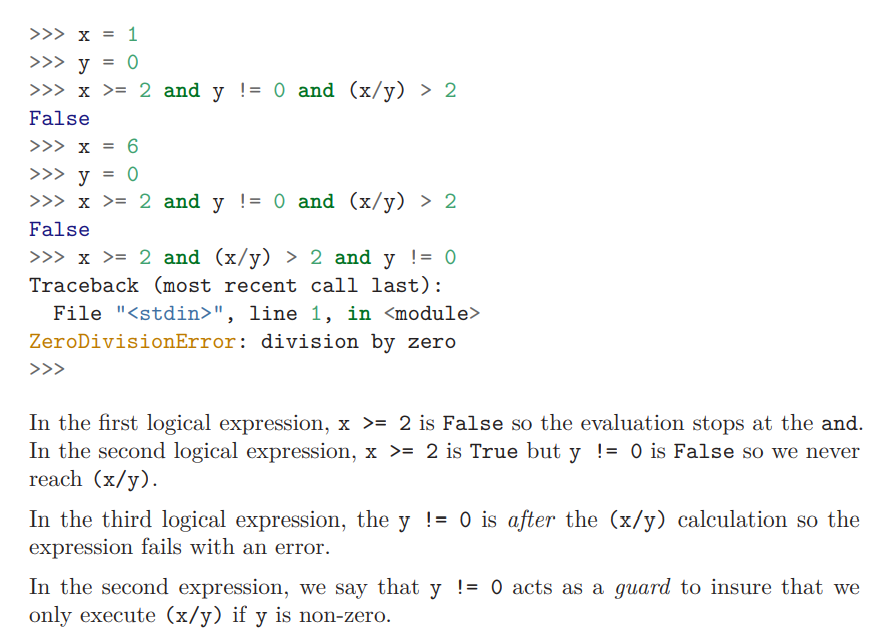 >>> x = 1
>>> y = 0
>>> x >= 2 and y != 0 and (x/y) > 2
False
>>> x = 6
>>> y = 0
>>> x >= 2 and y != 0 and (x/y) > 2
False
>>> x >= 2 and (x/y) > 2 and y != 0
Traceback (most recent call last):
  File "<stdin>", line 1, in <module>
ZeroDivisionError: division by zero
>>>
In the first logical expression, x >= 2 is False so the evaluation stops at the and.
In the second logical expression, x >= 2 is True but y != 0 is False so we never
reach (x/y).
In the third logical expression, the y != 0 is after the (x/y) calculation so the
expression fails with an error.
In the second expression, we say that y != 0 acts as a guard to insure that we
only execute (x/y) if y is non-zero.